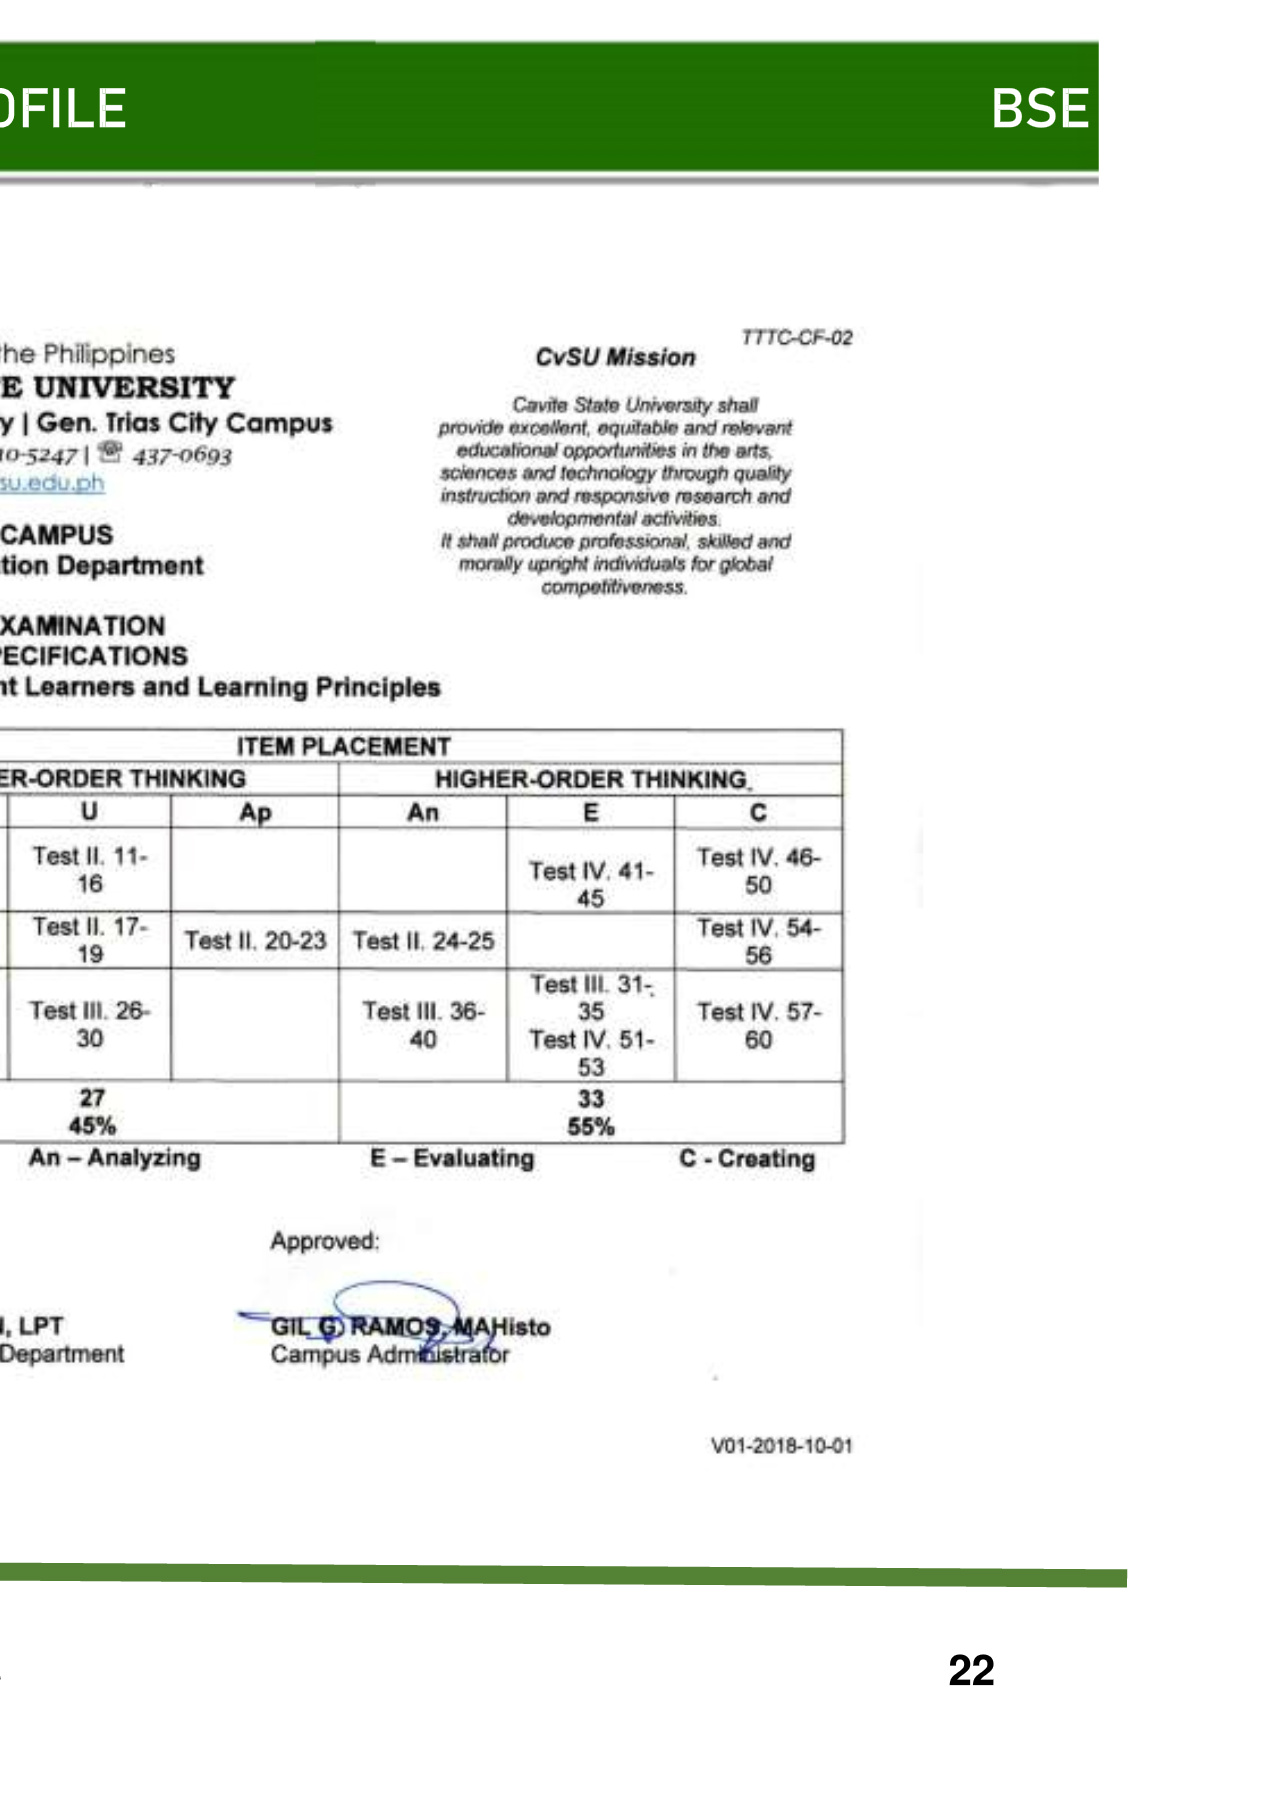 OFILE
BSE
TTTC-CF-02
the Philippines
E UNIVERSITY
y | Gen. Trias City Campus
10-5247 | ☏ 437-0693
su.edu.ph
CAMPUS
tion Department
CvSU Mission
Cavite State University shall
provide excellent, equitable and relevant
educational opportunities in the arts,
sciences and technology through quality
instruction and responsive research and
developmental activities.
It shall produce professional, skilled and
morally upright individuals for global
competitiveness.
XAMINATION
PECIFICATIONS
nt Learners and Learning Principles
ITEM PLACEMENT
ER-ORDER THINKING
HIGHER-ORDER THINKING
U
Ap
An
E
C
Test II. 11-
16
Test IV. 41-
45
Test IV. 46-
50
Test II. 17-
19
Test II. 20-23
Test II. 24-25
Test IV. 54-
56
Test III. 26-
30
Test III. 36-
40
Test III. 31-
35
Test IV. 51-
53
Test IV. 57-
60
27
45%
33
55%
An – Analyzing
E – Evaluating
C - Creating
Approved:
, LPT
Department
GIL G. RAMOS, MAHisto
Campus Administrator
V01-2018-10-01
22